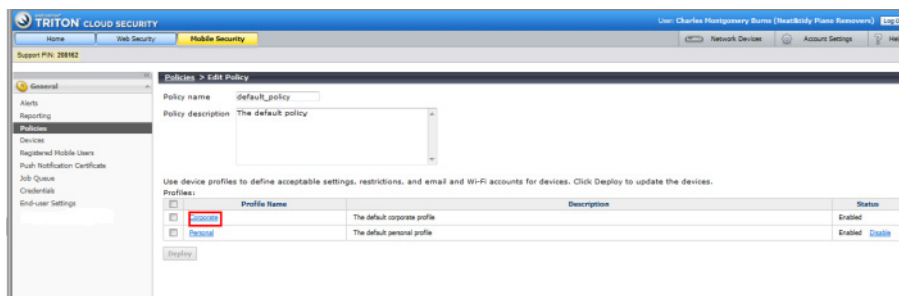 TRITON CLOUD SECURITY
User: Charles Montgomery Burns (Neat&tidy Piano Removers) Log O
Home Web Security Mobile Security Network Devices Account Settings Hel
Support PIN: 288162
General
Alerts
Reporting
Policies
Devices
Registered Mobile Users
Push Notification Certificate
Job Queue
Credentials
End-user Settings
Policies > Edit Policy
Policy name default_policy
Policy description The default policy
Use device profiles to define acceptable settings, restrictions, and email and Wi-Fi accounts for devices. Click Deploy to update the devices.
Profiles:
Profile Name Description Status
Corporate The default corporate profile Enabled
Personal The default personal profile Enabled Disable
Deploy